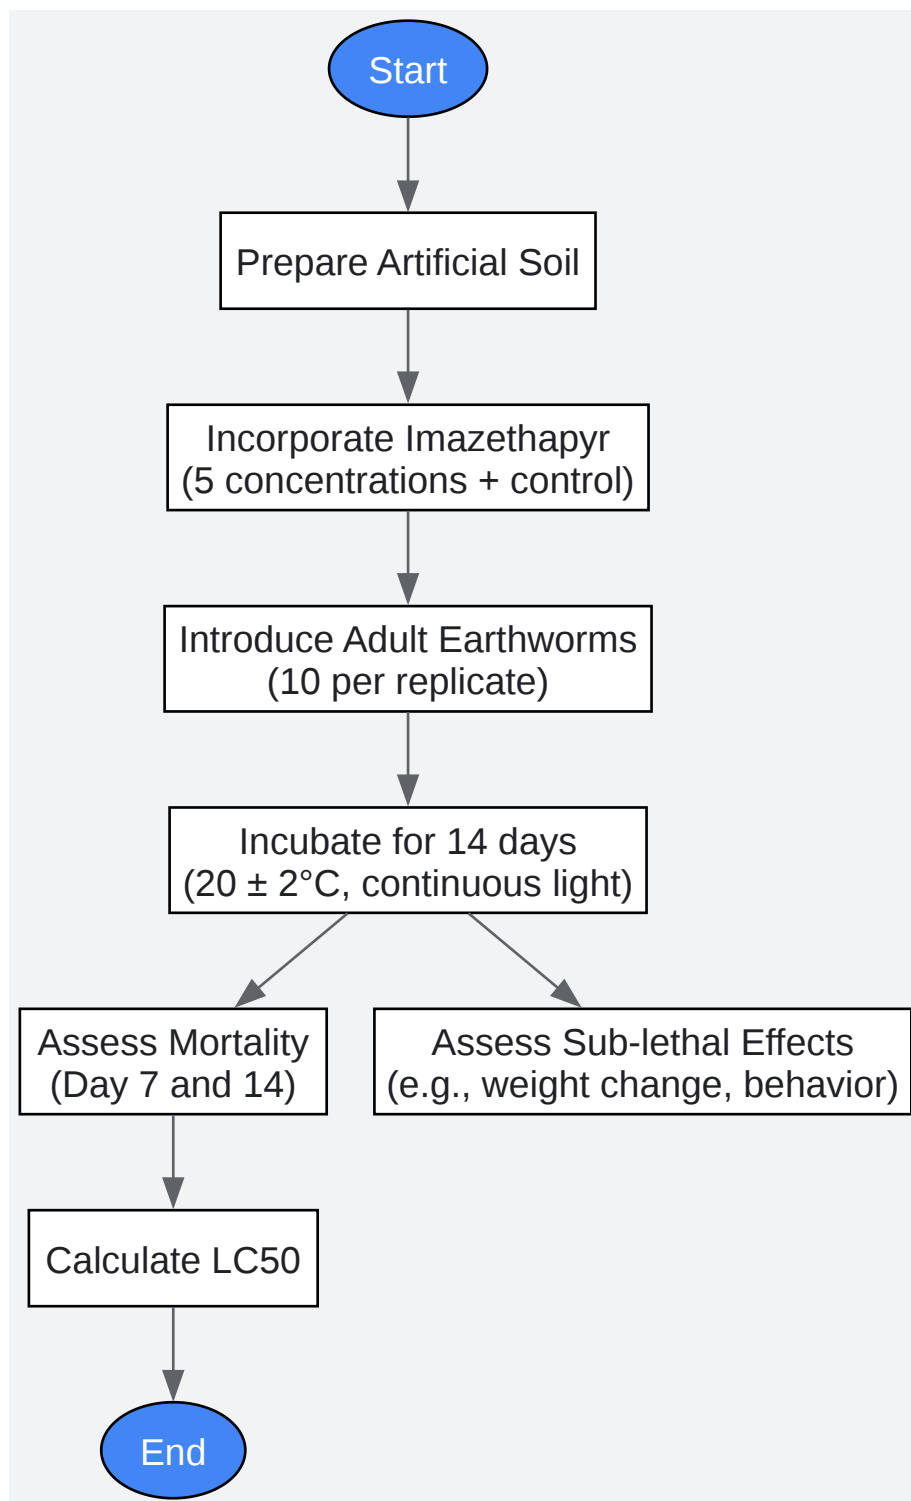 Start
Prepare Artificial Soil
Incorporate Imazethapyr
(5 concentrations + control)
Introduce Adult Earthworms
(10 per replicate)
Incubate for 14 days
(20 ± 2°C, continuous light)
Assess Mortality
(Day 7 and 14)
Assess Sub-lethal Effects
(e.g., weight change, behavior)
Calculate LC50
End